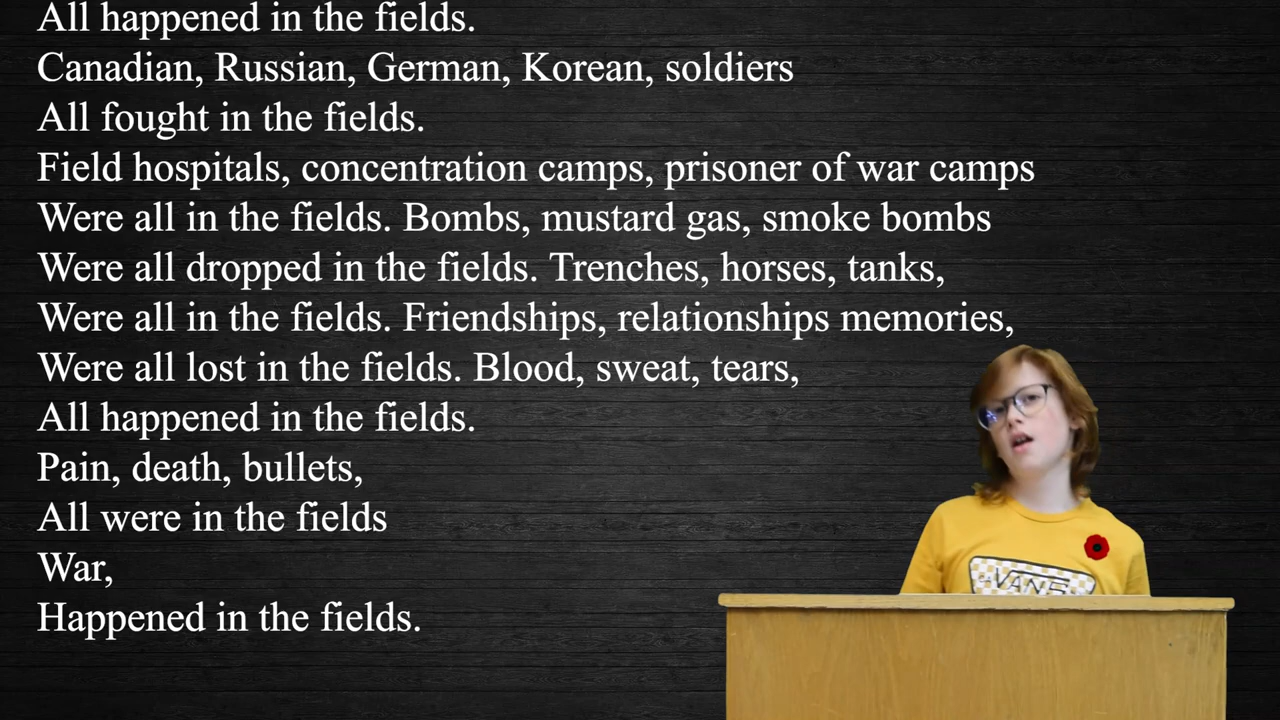 All happened in the fields.
Canadian, Russian, German, Korean, soldiers
All fought in the fields.
Field hospitals, concentration camps, prisoner of war camps
Were all in the fields. Bombs, mustard gas, smoke bombs
Were all dropped in the fields. Trenches, horses, tanks,
Were all in the fields. Friendships, relationships memories,
Were all lost in the fields. Blood, sweat, tears,
All happened in the fields.
Pain, death, bullets,
All were in the fields
War,
Happened in the fields.
VANS